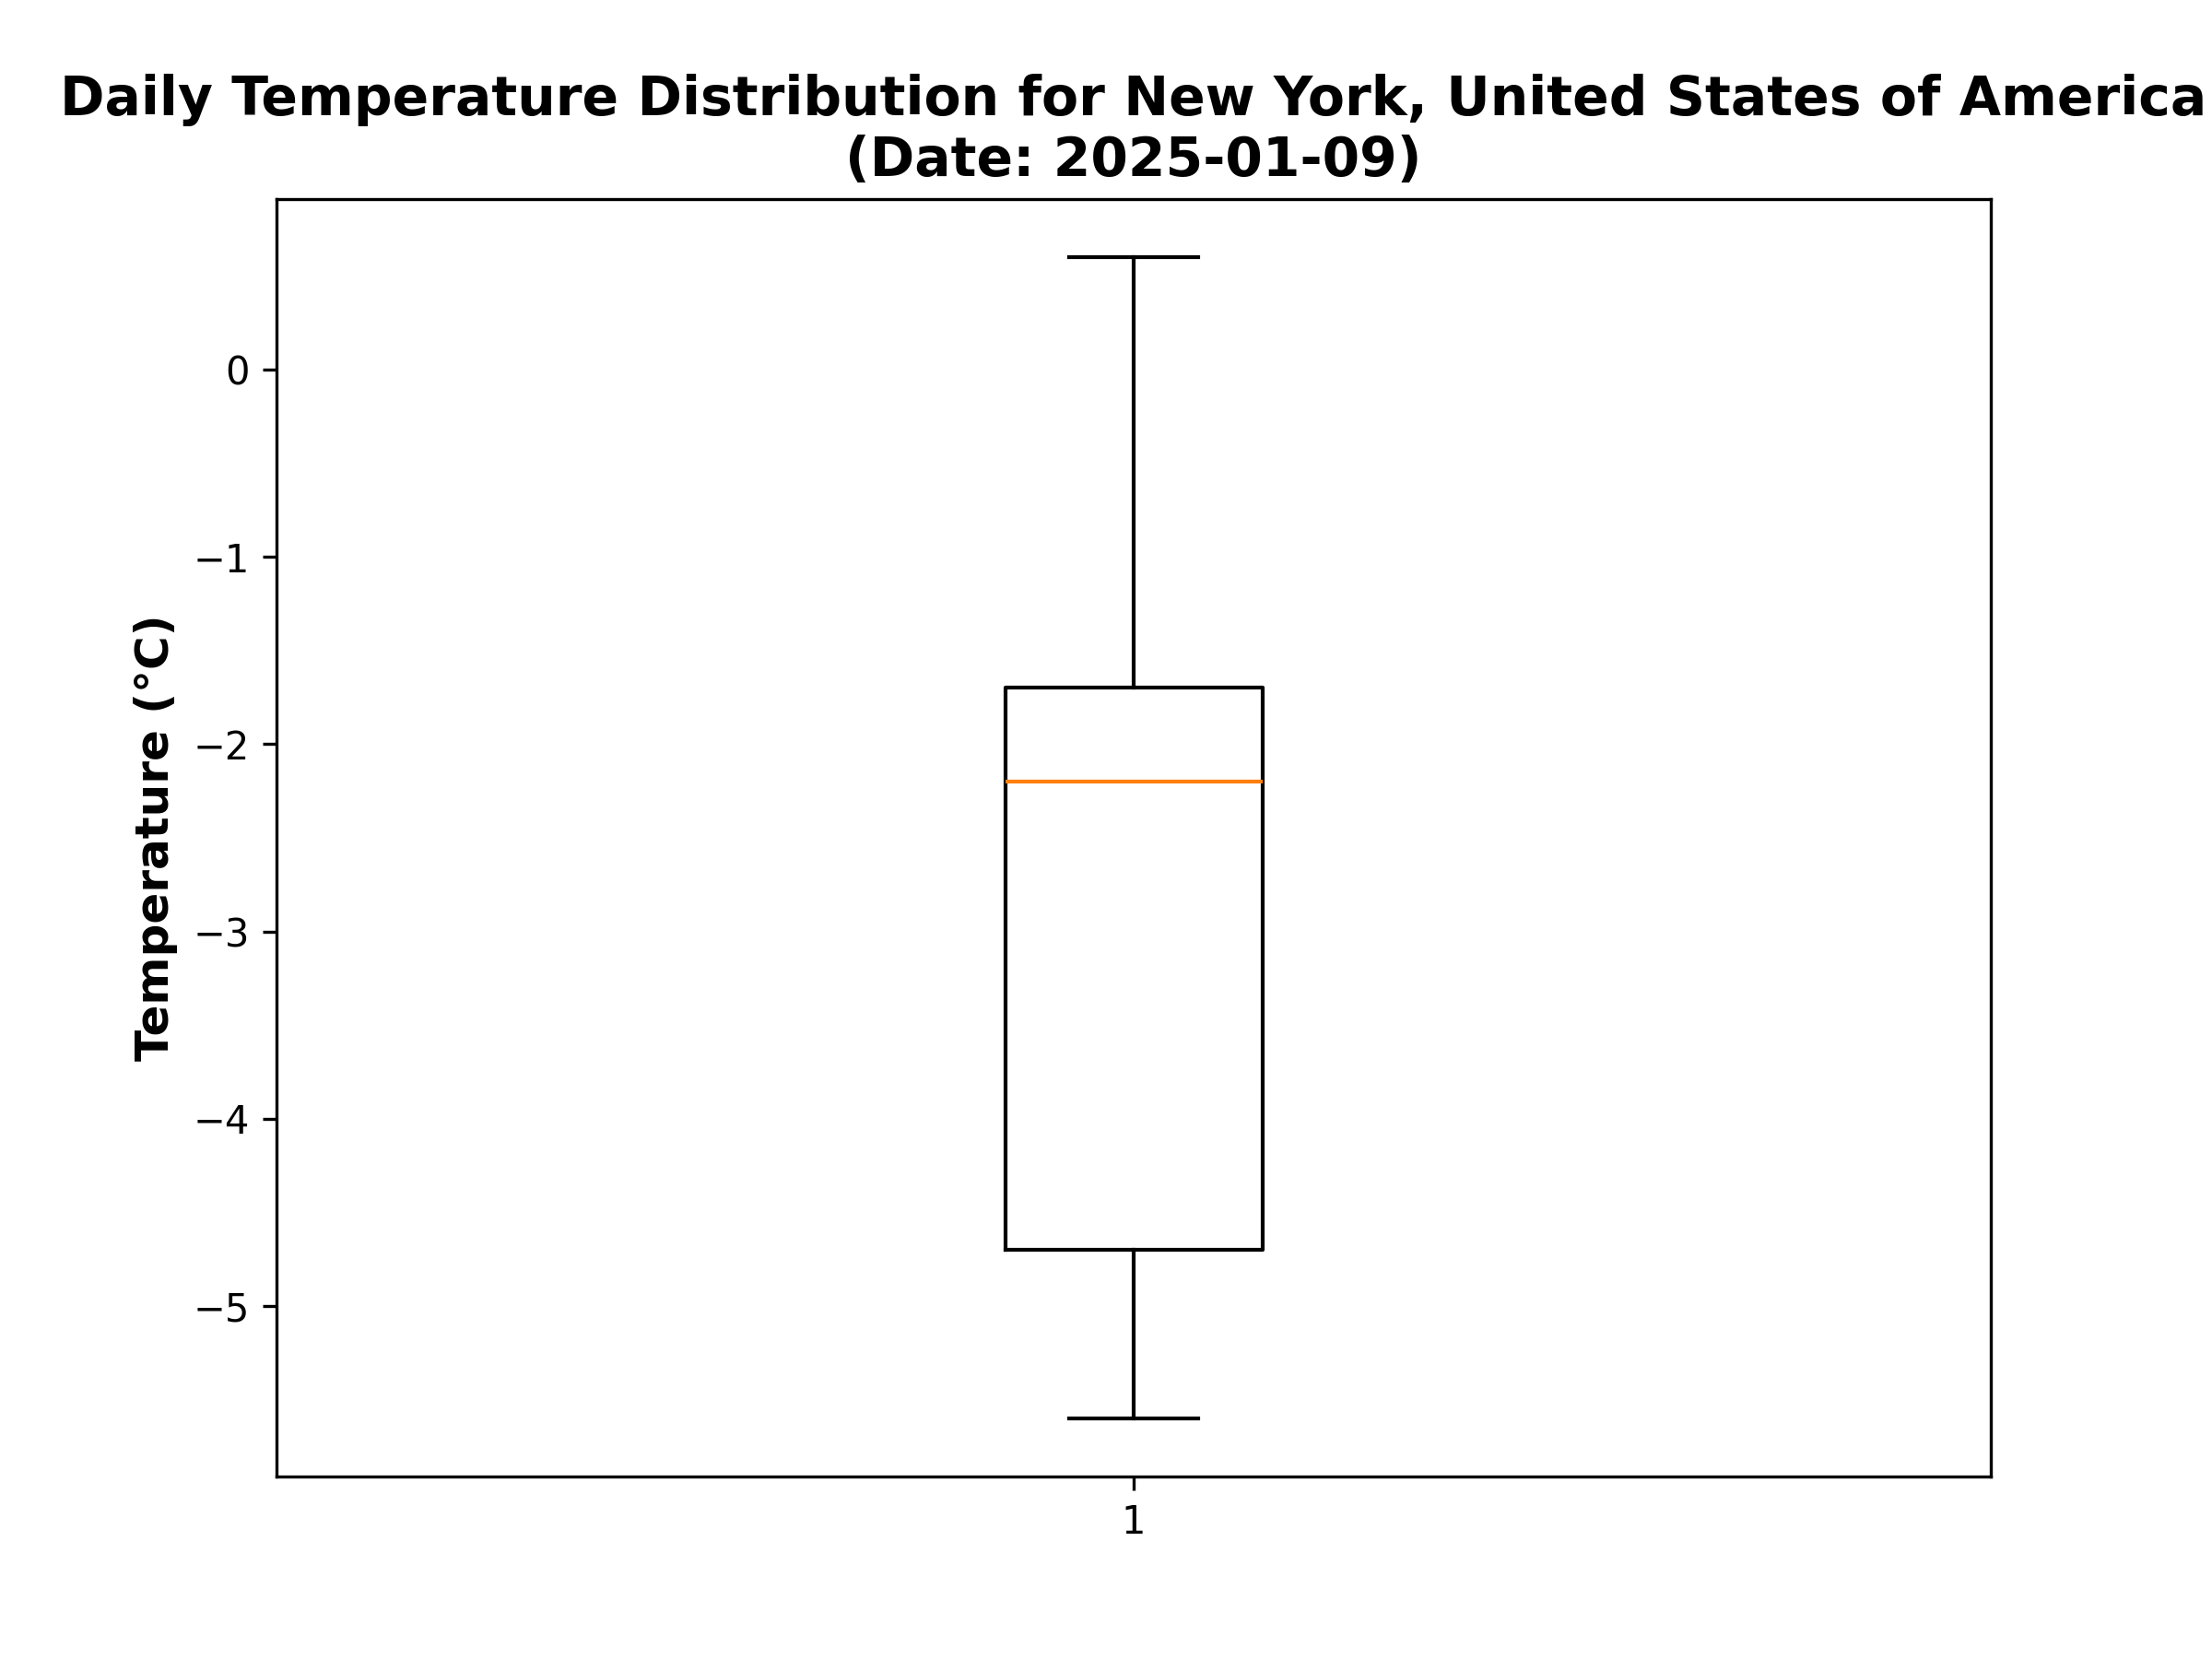 Daily Temperature Distribution for New York, United States of America
(Date: 2025-01-09)
Temperature (°C)
0
−1
−2
−3
−4
−5
1